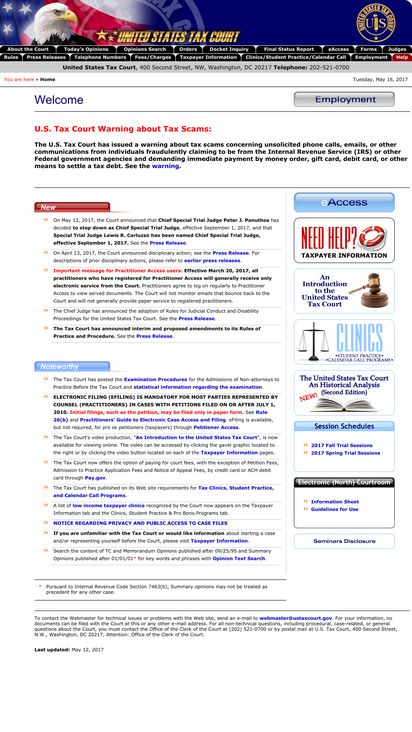 UNITED STATES TAX COURT
About the Court Today's Opinions Opinions Search Orders Docket Inquiry Final Status Report eAccess Forms Judges
Rules Press Releases Telephone Numbers Fees/Charges Taxpayer Information Clinics, Student Practice & Calendar Call Employment Help
United States Tax Court, 400 Second Street, NW, Washington, DC 20217 Telephone: 202-521-0700
You are here » Home
Tuesday, May 16, 2017
Welcome
Employment
U.S. Tax Court Warning about Tax Scams:
The U.S. Tax Court has issued a warning about tax scams concerning unsolicited phone calls, emails, or other
communications from individuals fraudulently claiming to be from the Internal Revenue Service (IRS) or other
Federal government agencies and demanding immediate payment by money order, gift card, debit card, or other
means to settle a tax debt. See the warning.
New
On May 12, 2017, the Court announced that Chief Special Trial Judge Peter J. Panuthos has
decided to step down as Chief Special Trial Judge, effective September 1, 2017, and that
Special Trial Judge Lewis R. Carluzzo has been named Chief Special Trial Judge,
effective September 1, 2017. See the Press Release.
On April 13, 2017, the Court announced disciplinary action; see the Press Release. For
descriptions of prior disciplinary actions, please refer to earlier press releases.
Important message for Practitioner Access users: Effective March 20, 2017, all
practitioners who have registered for Practitioner Access will generally receive only
electronic service from the Court. Practitioners agree to log on regularly to Practitioner
Access to view served documents. The Court will not monitor emails that bounce back to the
Court and will not generally provide paper service to registered practitioners.
The Chief Judge has announced the adoption of Rules for Judicial Conduct and Disability
Proceedings for the United States Tax Court. See the Press Release.
The Tax Court has announced interim and proposed amendments to its Rules of
Practice and Procedure. See the Press Release.
Noteworthy
The Tax Court has posted the Examination Procedures for the Admissions of Non-attorneys to
Practice Before the Tax Court and statistical information regarding the examination.
ELECTRONIC FILING (EFILING) IS MANDATORY FOR MOST PARTIES REPRESENTED BY
COUNSEL (PRACTITIONERS) IN CASES WITH PETITIONS FILED ON OR AFTER JULY 1,
2010. Initial filings, such as the petition, may be filed only in paper form. See Rule
26(b) and Practitioners' Guide to Electronic Case Access and Filing. eFiling is available,
but not required, for pro se petitioners (taxpayers) through Petitioner Access.
The Tax Court's video production, "An Introduction to the United States Tax Court", is now
available for viewing online. The video can be accessed by clicking the gavel graphic located to
the right or by clicking the video button located on each of the Taxpayer Information pages.
The Tax Court now offers the option of paying for court fees, with the exception of Petition Fees,
Admission to Practice Application Fees and Notice of Appeal Fees, by credit card or ACH debit
card through Pay.gov.
The Tax Court has published on its Web site requirements for Tax Clinics, Student Practice,
and Calendar Call Programs.
A list of low income taxpayer clinics recognized by the Court now appears on the Taxpayer
Information tab and the Clinics, Student Practice & Pro Bono Programs tab.
NOTICE REGARDING PRIVACY AND PUBLIC ACCESS TO CASE FILES
If you are unfamiliar with the Tax Court or would like information about starting a case
and/or representing yourself before the Court, please visit Taxpayer Information.
Search the content of TC and Memorandum Opinions published after 09/25/95 and Summary
Opinions published after 01/01/01* for key words and phrases with Opinion Text Search.
eAccess
NEED HELP?
TAXPAYER INFORMATION
An
Introduction
to the
United States
Tax Court
CLINICS
•STUDENT PRACTICE•
•CALENDAR CALL PROGRAMS•
The United States Tax Court
An Historical Analysis
(Second Edition)
NEW!
Session Schedules
2017 Fall Trial Sessions
2017 Spring Trial Sessions
Electronic (North) Courtroom
Information Sheet
Guidelines for Use
Seminars Disclosure
* Pursuant to Internal Revenue Code Section 7463(b), Summary opinions may not be treated as
precedent for any other case.
To contact the Webmaster for technical issues or problems with the Web site, send an e-mail to webmaster@ustaxcourt.gov. For your information, no
documents can be filed with the Court at this or any other e-mail address. For all non-technical questions, including procedural, case-related, or general
questions about the Court, you must contact the Office of the Clerk of the Court at (202) 521-0700 or by postal mail at U.S. Tax Court, 400 Second Street,
N.W., Washington, DC 20217, Attention: Office of the Clerk of the Court.
Last updated: May 12, 2017